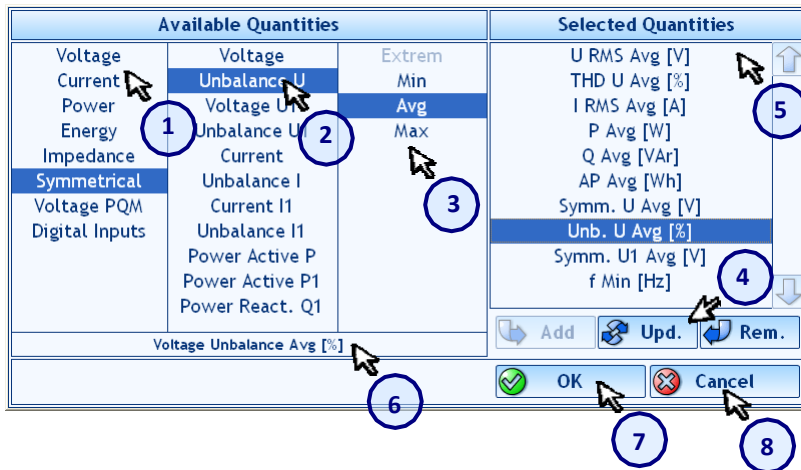 Available Quantities
Selected Quantities
Voltage
Current
Power
Energy
Impedance
Symmetrical
Voltage PQM
Digital Inputs
Voltage
Unbalance U
Voltage U1
Unbalance U1
Current
Unbalance I
Current I1
Unbalance I1
Power Active P
Power Active P1
Power React. Q1
Extrem
Min
Avg
Max
U RMS Avg [V]
THD U Avg [%]
I RMS Avg [A]
P Avg [W]
Q Avg [VAr]
AP Avg [Wh]
Symm. U Avg [V]
Unb. U Avg [%]
Symm. U1 Avg [V]
f Min [Hz]
1
2
3
5
4
Add
Upd.
Rem.
Voltage Unbalance Avg [%]
OK
Cancel
6
7
8